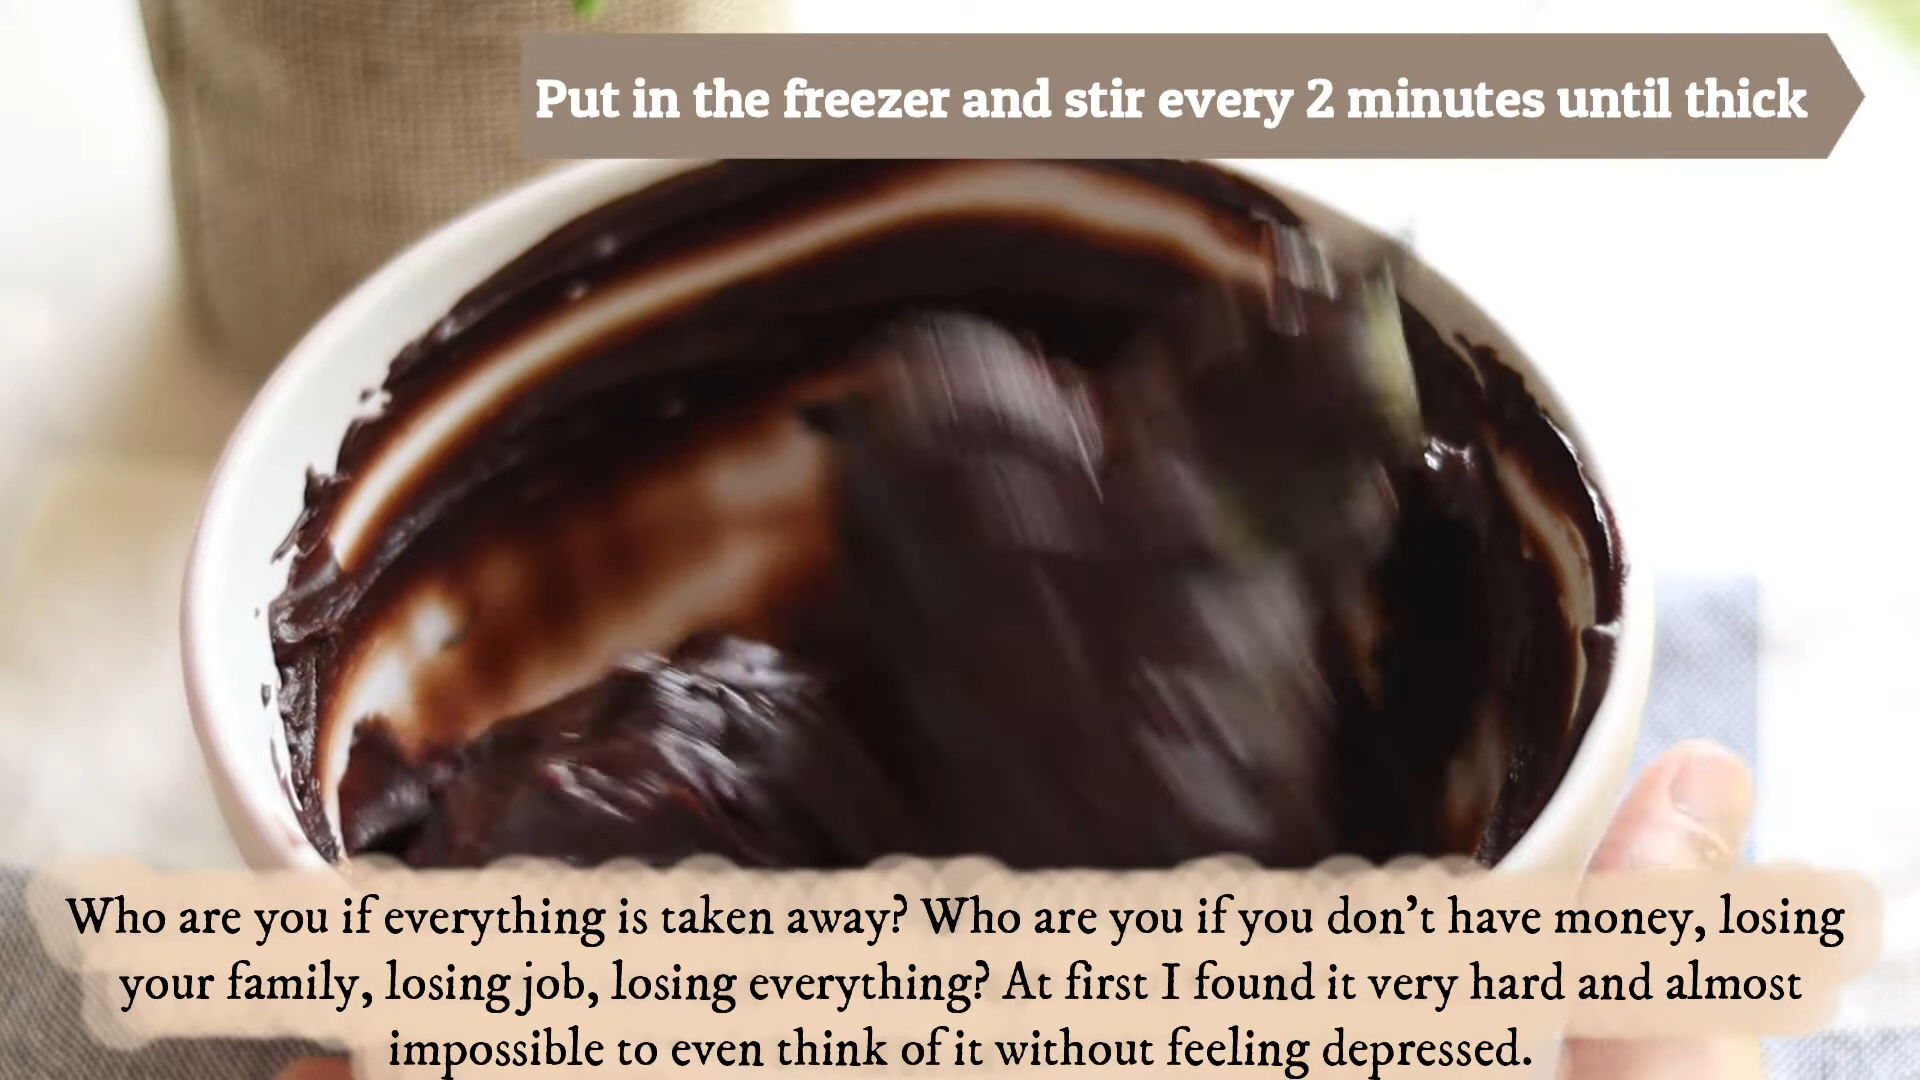 Put in the freezer and stir every 2 minutes until thick
Who are you if everything is taken away? Who are you if you don't have money, losing
your family, losing job, losing everything? At first I found it very hard and almost
impossible to even think of it without feeling depressed.